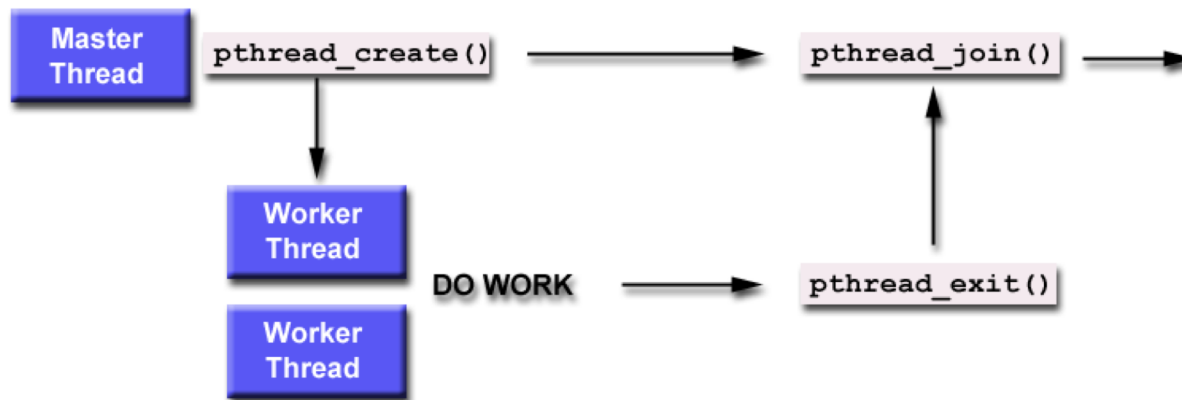 Master
Thread
pthread_create()
pthread_join()
Worker
Thread
DO WORK
pthread_exit()
Worker
Thread